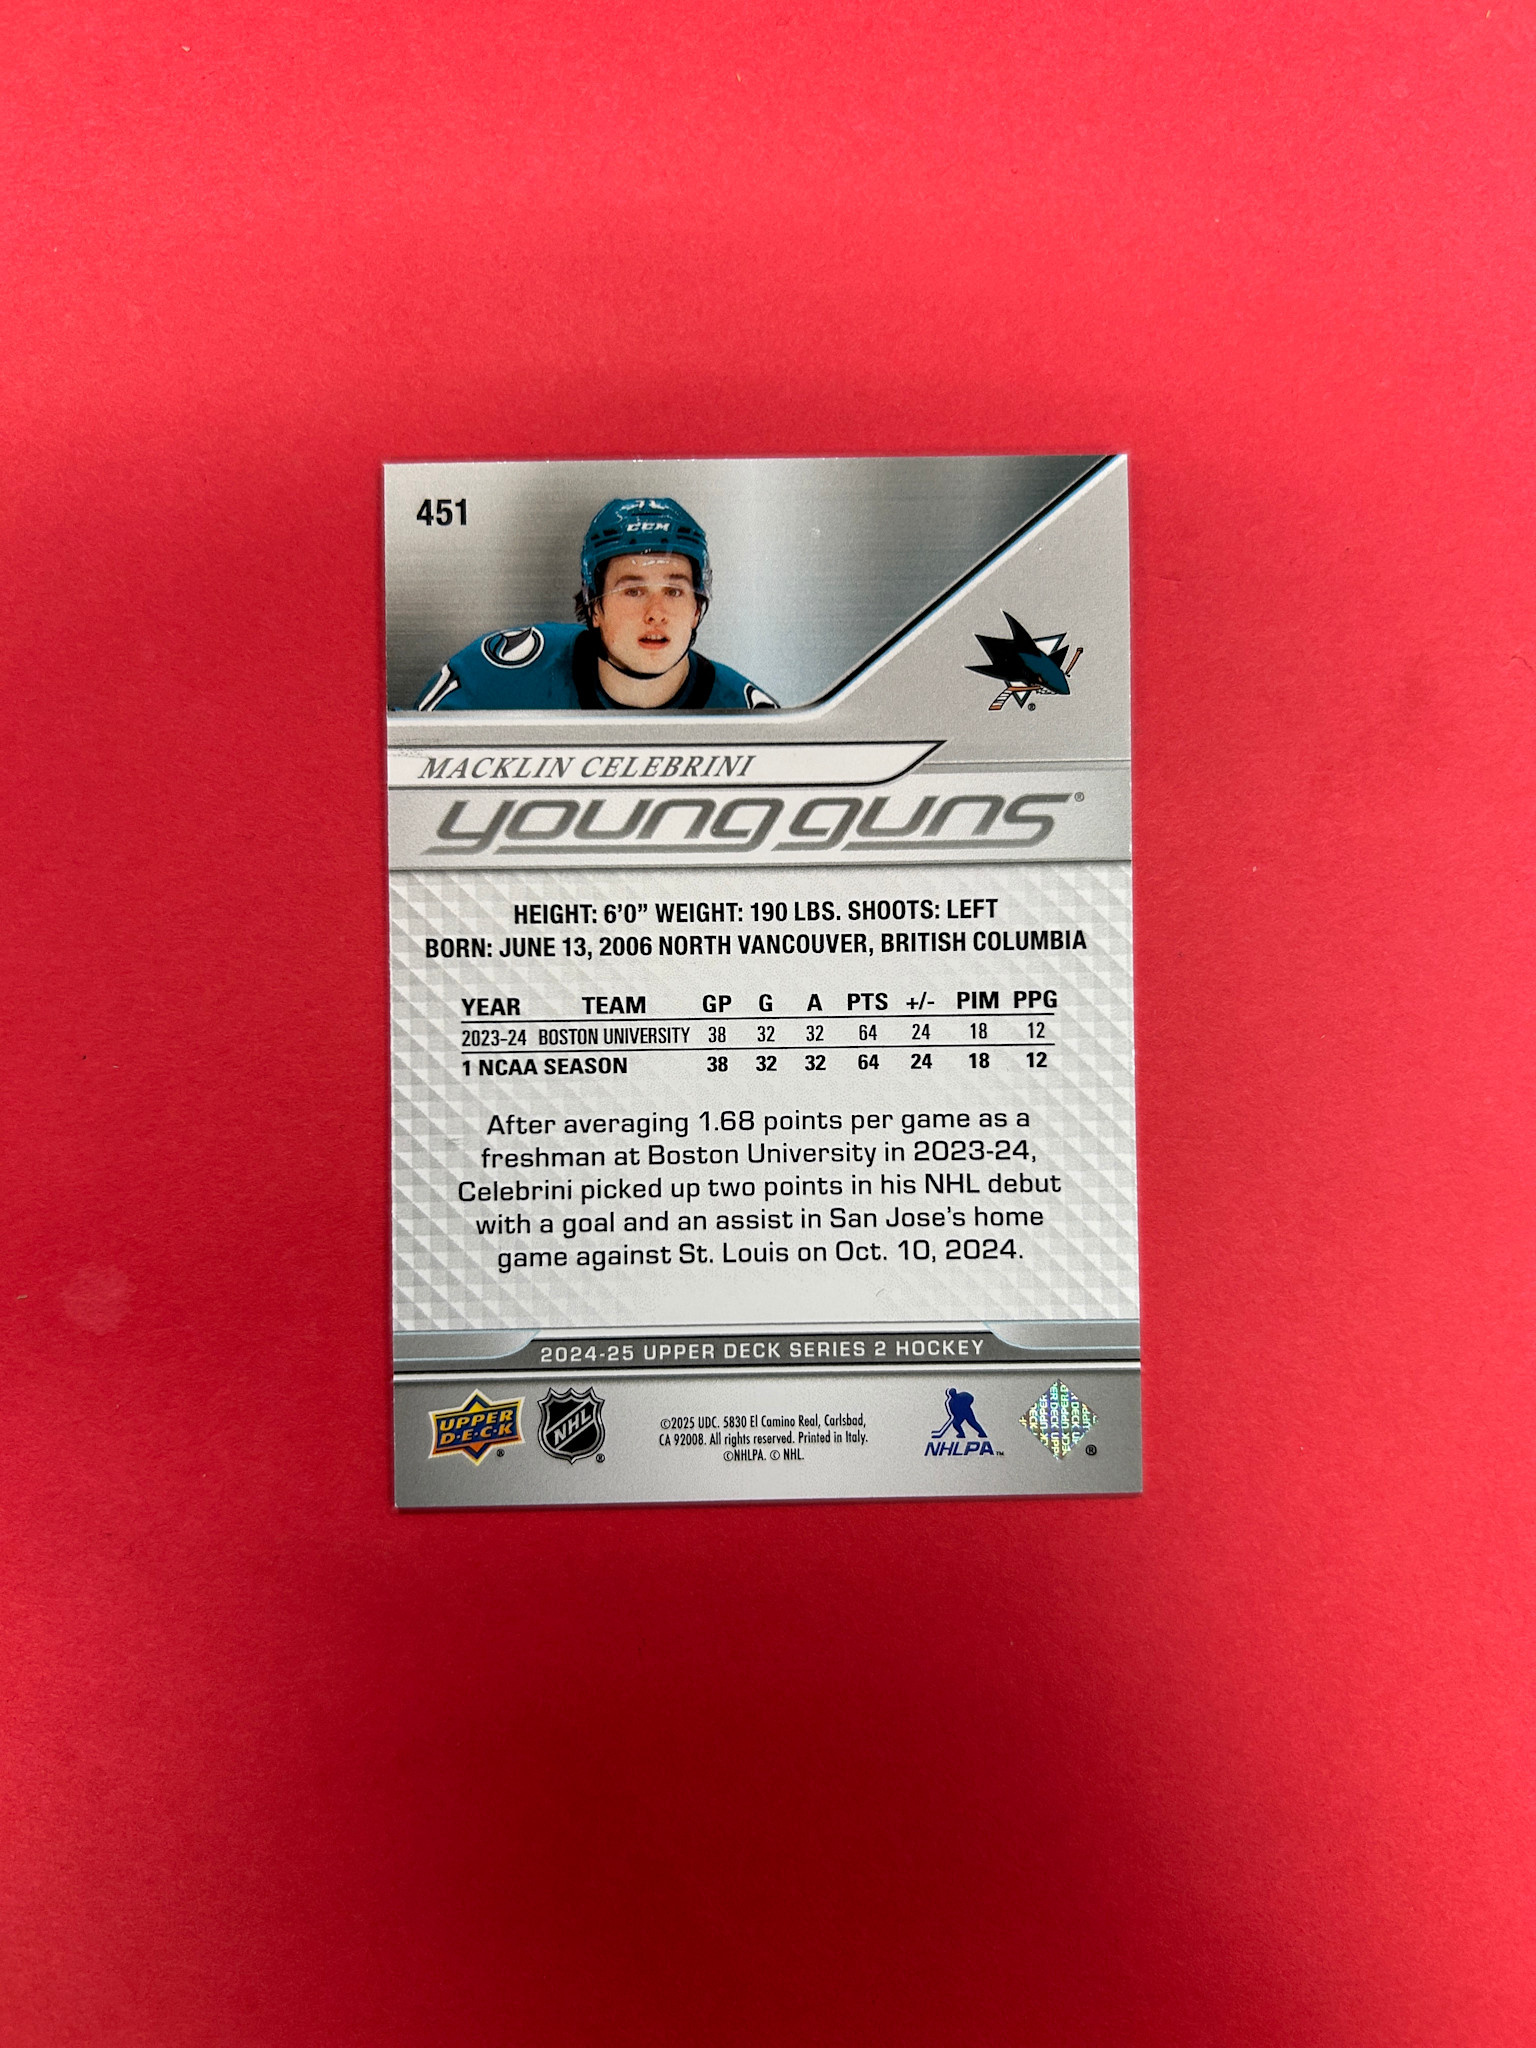 451
CCM
MACKLIN CELEBRINI
young guns®
HEIGHT: 6'0" WEIGHT: 190 LBS. SHOOTS: LEFT
BORN: JUNE 13, 2006 NORTH VANCOUVER, BRITISH COLUMBIA
YEAR TEAM GP G A PTS +/- PIM PPG
2023-24 BOSTON UNIVERSITY 38 32 32 64 24 18 12
1 NCAA SEASON 38 32 32 64 24 18 12
After averaging 1.68 points per game as a
freshman at Boston University in 2023-24,
Celebrini picked up two points in his NHL debut
with a goal and an assist in San Jose's home
game against St. Louis on Oct. 10, 2024.
2024-25 UPPER DECK SERIES 2 HOCKEY
UPPER
D•E•C•K
®
NHL
®
©2025 UDC. 5830 El Camino Real, Carlsbad,
CA 92008. All rights reserved. Printed in Italy.
©NHLPA. © NHL.
NHLPA™
®